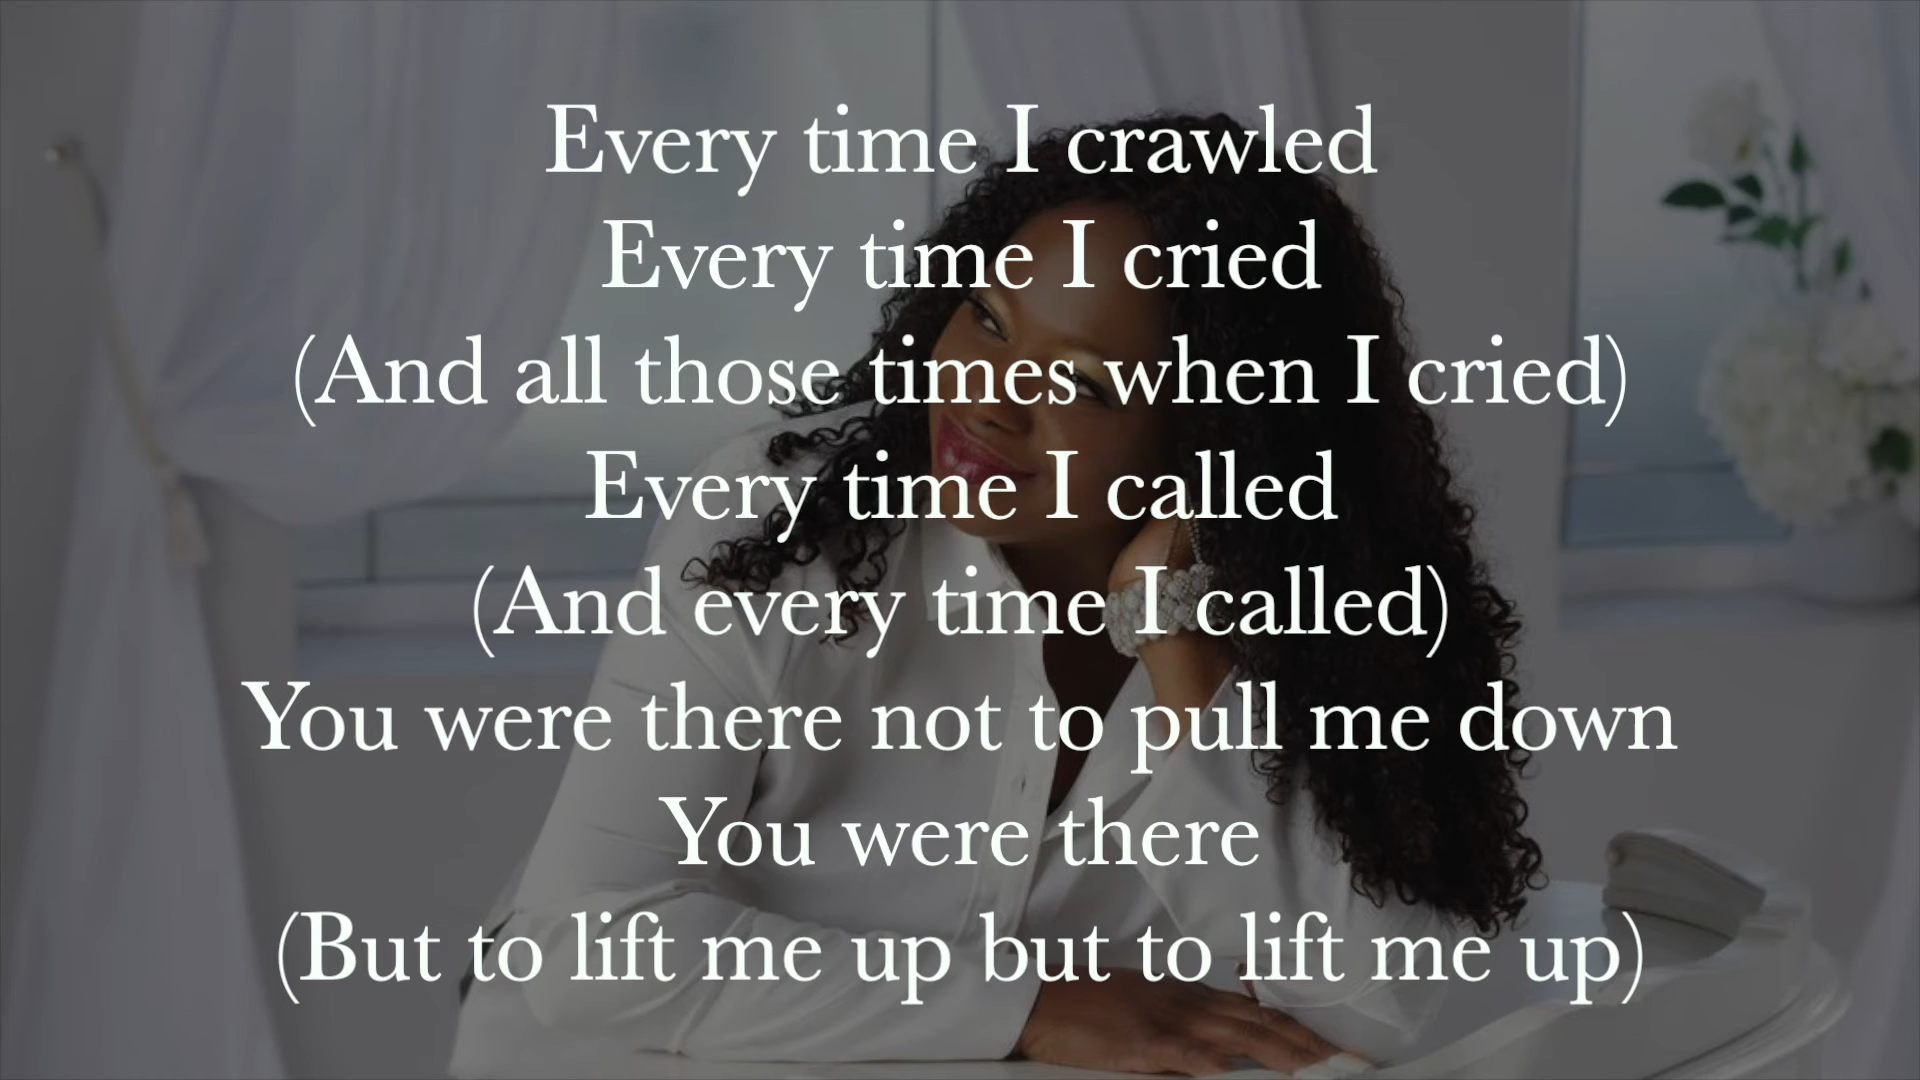 Every time I crawled
Every time I cried
(And all those times when I cried)
Every time I called
(And every time I called)
You were there not to pull me down
You were there
(But to lift me up but to lift me up)